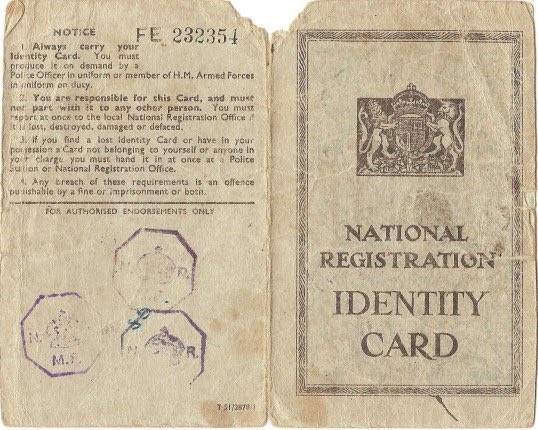 NOTICE
FE 232354
1. Always carry your
Identity Card. You must
produce it on demand by a
Police Officer in uniform or member of H.M. Armed Forces
in uniform on duty.
2. You are responsible for this Card, and must
not part with it to any other person. You must
report at once to the local National Registration Office if
it is lost, destroyed, damaged or defaced.
3. If you find a lost Identity Card or have in your
possession a Card not belonging to yourself or anyone in
your charge you must hand it in at once at a Police
Station or National Registration Office.
4. Any breach of these requirements is an offence
punishable by a fine or imprisonment or both.
FOR AUTHORISED ENDORSEMENTS ONLY
N. R.
N.
N. R.
T 51/2878
NATIONAL
REGISTRATION
IDENTITY
CARD